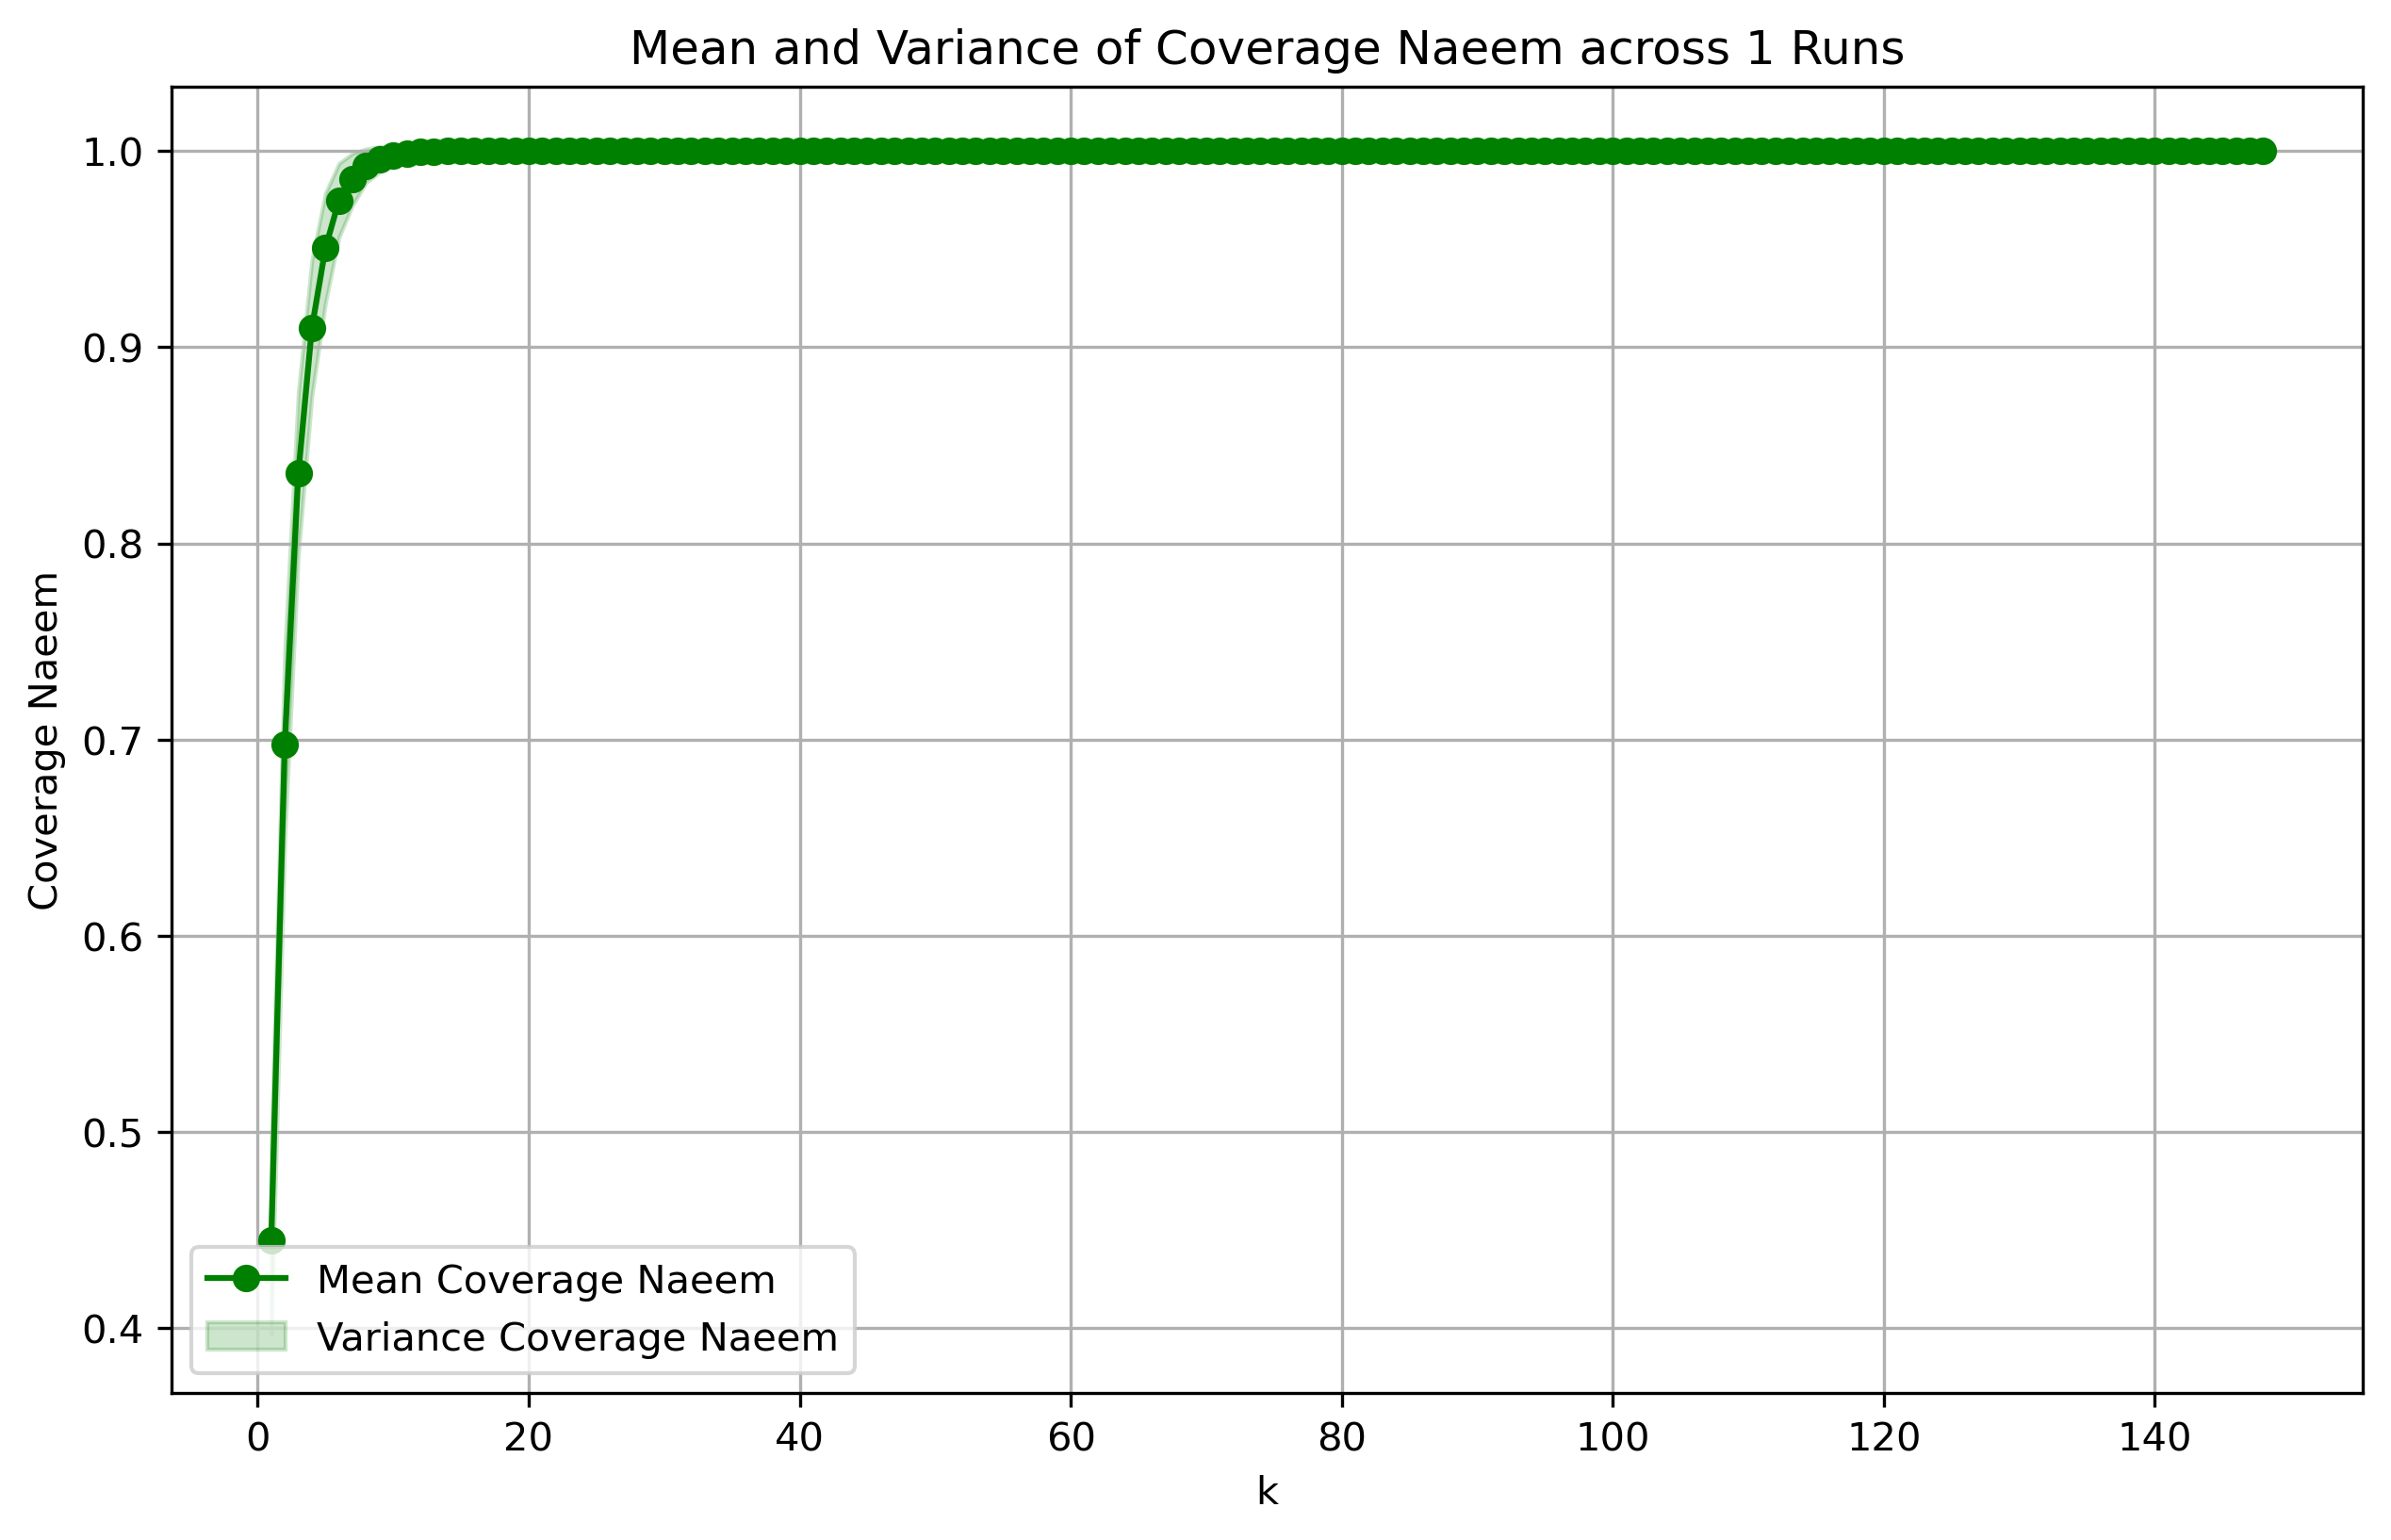 Mean and Variance of Coverage Naeem across 1 Runs
Coverage Naeem
1.0
0.9
0.8
0.7
0.6
0.5
0.4
Mean Coverage Naeem
Variance Coverage Naeem
0 20 40 60 80 100 120 140
k